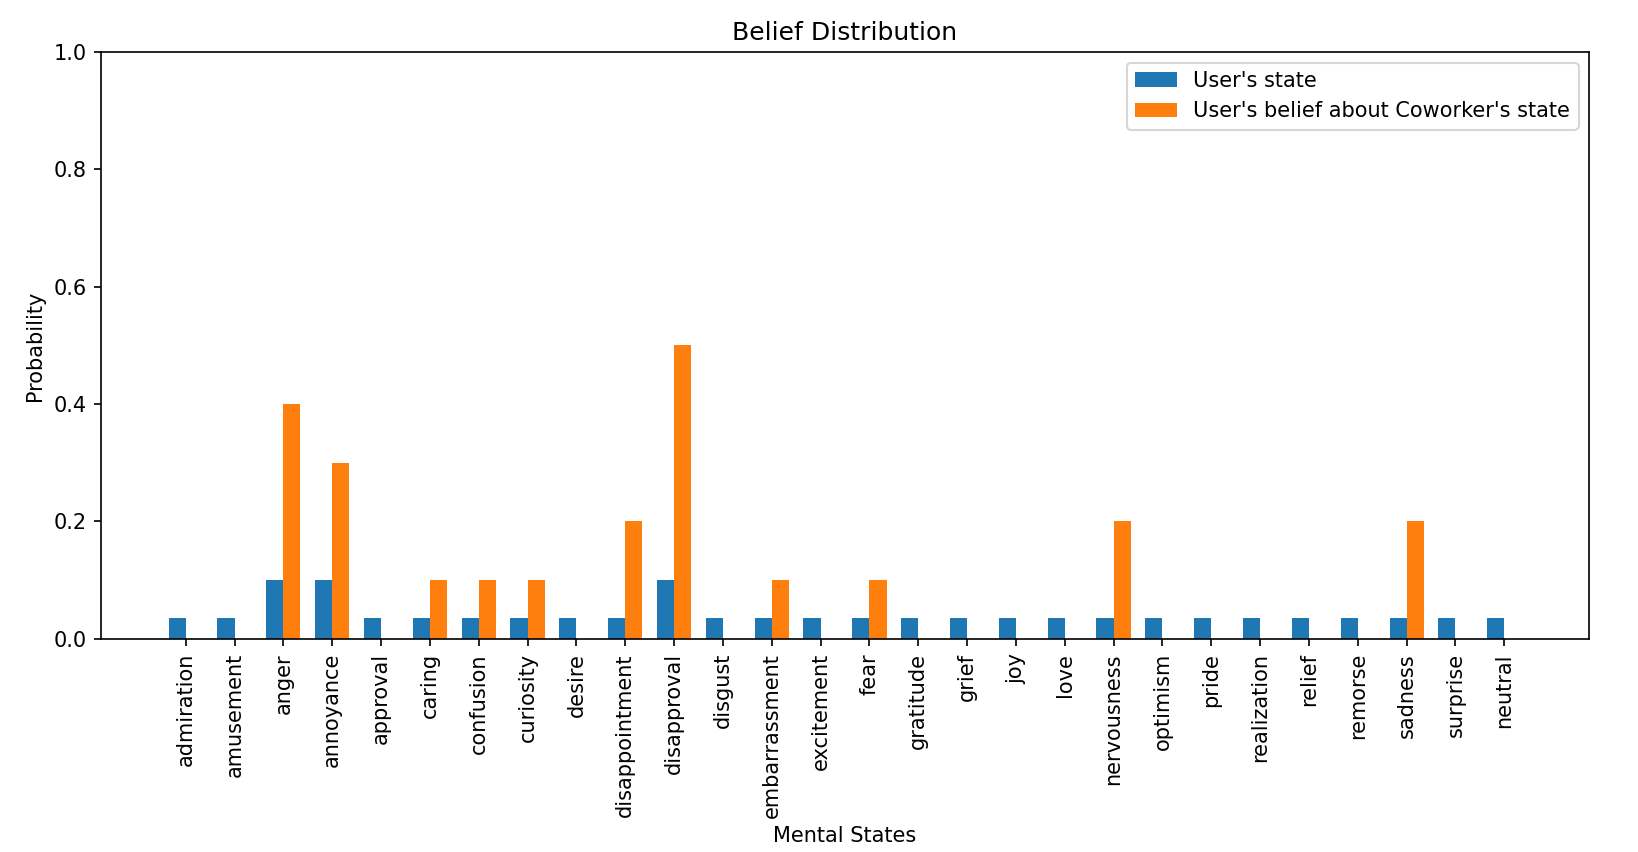 Belief Distribution
User's state
User's belief about Coworker's state
Probability
1.0
0.8
0.6
0.4
0.2
0.0
admiration
amusement
anger
annoyance
approval
caring
confusion
curiosity
desire
disappointment
disapproval
disgust
embarrassment
excitement
fear
gratitude
grief
joy
love
nervousness
optimism
pride
realization
relief
remorse
sadness
surprise
neutral
Mental States